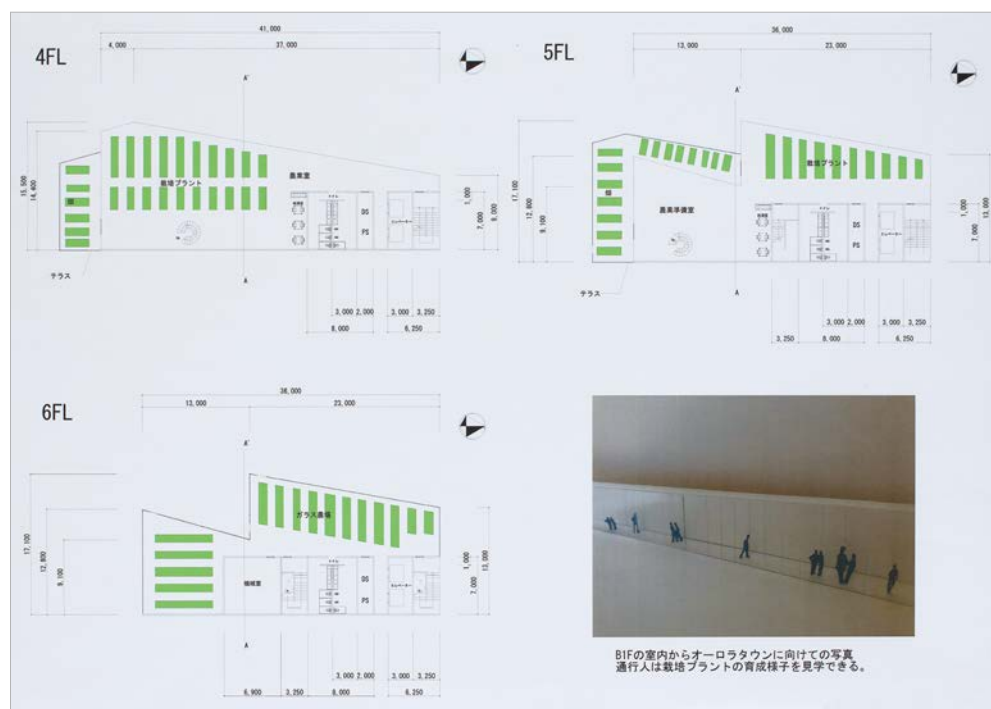 4FL
41,000
4,000
37,000
A'
栽培プラント
農業室
畑
DS
PS
エレベーター
15,500
14,400
1,000
7,000
9,000
テラス
A
3,000
2,000
3,000
3,250
8,000
6,250
5FL
36,000
13,000
23,000
A'
栽培プラント
畑
農業準備室
DS
PS
エレベーター
17,100
12,800
9,100
1,000
7,000
13,000
テラス
A
3,000
2,000
3,000
3,250
3,250
8,000
6,250
6FL
36,000
13,000
23,000
A'
ガラス農場
機械室
DS
PS
エレベーター
17,100
12,800
9,100
1,000
7,000
13,000
A
3,000
2,000
3,000
3,250
6,900
3,250
8,000
6,250
B1Fの室内からオーロラタウンに向けての写真
通行人は栽培プラントの育成様子を見学できる。